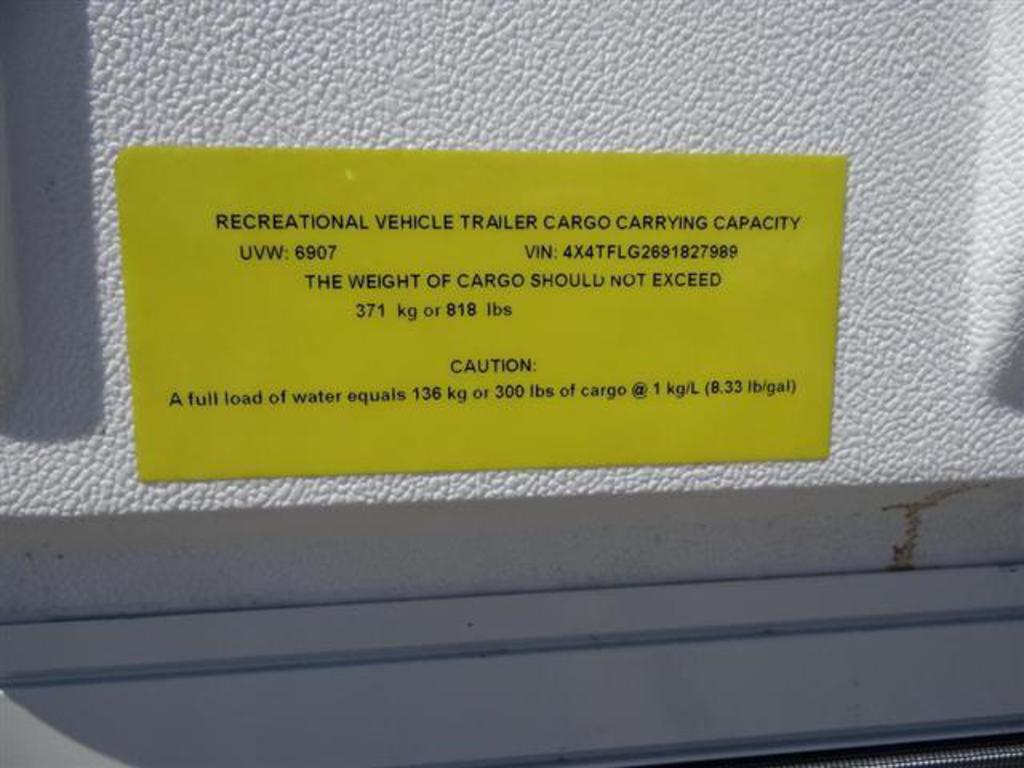 RECREATIONAL VEHICLE TRAILER CARGO CARRYING CAPACITY
UVW: 6907 VIN: 4X4TFLG2691827989
THE WEIGHT OF CARGO SHOULD NOT EXCEED
371 kg or 818 lbs
CAUTION:
A full load of water equals 136 kg or 300 lbs of cargo @ 1 kg/L (8.33 lb/gal)